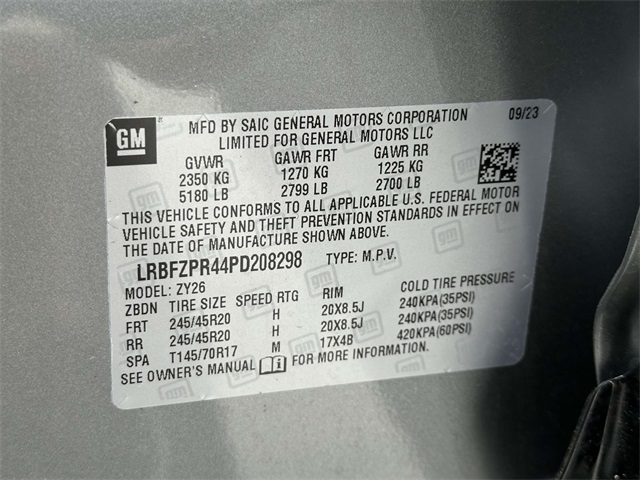 GM
MFD BY SAIC GENERAL MOTORS CORPORATION 09/23
LIMITED FOR GENERAL MOTORS LLC
GVWR GAWR FRT GAWR RR
2350 KG 1270 KG 1225 KG
5180 LB 2799 LB 2700 LB
THIS VEHICLE CONFORMS TO ALL APPLICABLE U.S. FEDERAL MOTOR
VEHICLE SAFETY AND THEFT PREVENTION STANDARDS IN EFFECT ON
THE DATE OF MANUFACTURE SHOWN ABOVE.
LRBFZPR44PD208298 TYPE: M.P.V.
MODEL: ZY26
ZBDN TIRE SIZE SPEED RTG RIM COLD TIRE PRESSURE
FRT 245/45R20 H 20X8.5J 240KPA(35PSI)
RR 245/45R20 H 20X8.5J 240KPA(35PSI)
SPA T145/70R17 M 17X4B 420KPA(60PSI)
SEE OWNER'S MANUAL FOR MORE INFORMATION.